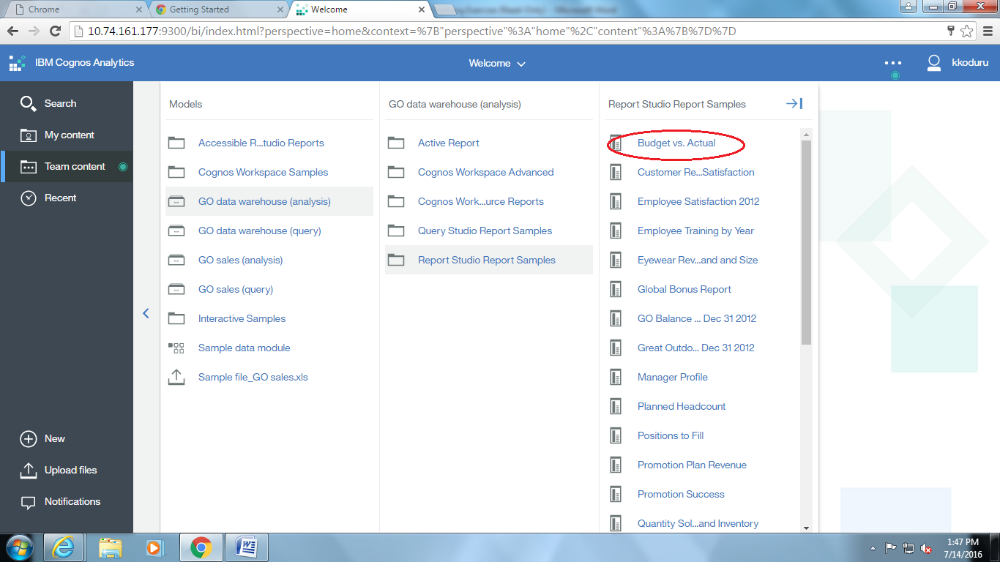 Chrome
Getting Started
Welcome
10.74.161.177:9300/bi/index.html?perspective=home&context=%7B"perspective"%3A"home"%2C"content"%3A%7B%7D%7D
IBM Cognos Analytics
Welcome
kkoduru
Search
My content
Team content
Recent
New
Upload files
Notifications
Models
Accessible R...tudio Reports
Cognos Workspace Samples
GO data warehouse (analysis)
GO data warehouse (query)
GO sales (analysis)
GO sales (query)
Interactive Samples
Sample data module
Sample file_GO sales.xls
GO data warehouse (analysis)
Active Report
Cognos Workspace Advanced
Cognos Work...urce Reports
Query Studio Report Samples
Report Studio Report Samples
Report Studio Report Samples
Budget vs. Actual
Customer Re...Satisfaction
Employee Satisfaction 2012
Employee Training by Year
Eyewear Rev...and and Size
Global Bonus Report
GO Balance ... Dec 31 2012
Great Outdo... Dec 31 2012
Manager Profile
Planned Headcount
Positions to Fill
Promotion Plan Revenue
Promotion Success
Quantity Sol...and Inventory
1:47 PM
7/14/2016